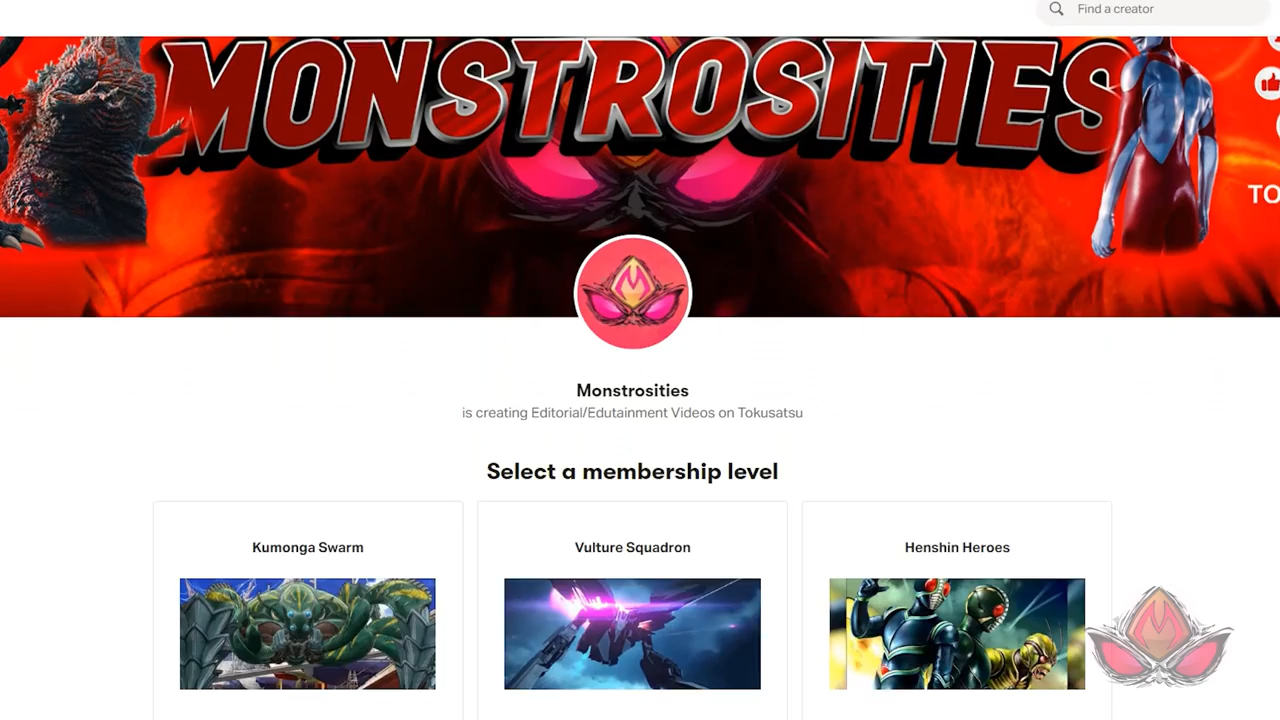 Find a creator
MONSTROSITIES
TO
M
Monstrosities
is creating Editorial/Edutainment Videos on Tokusatsu
Select a membership level
Kumonga Swarm
Vulture Squadron
Henshin Heroes
M